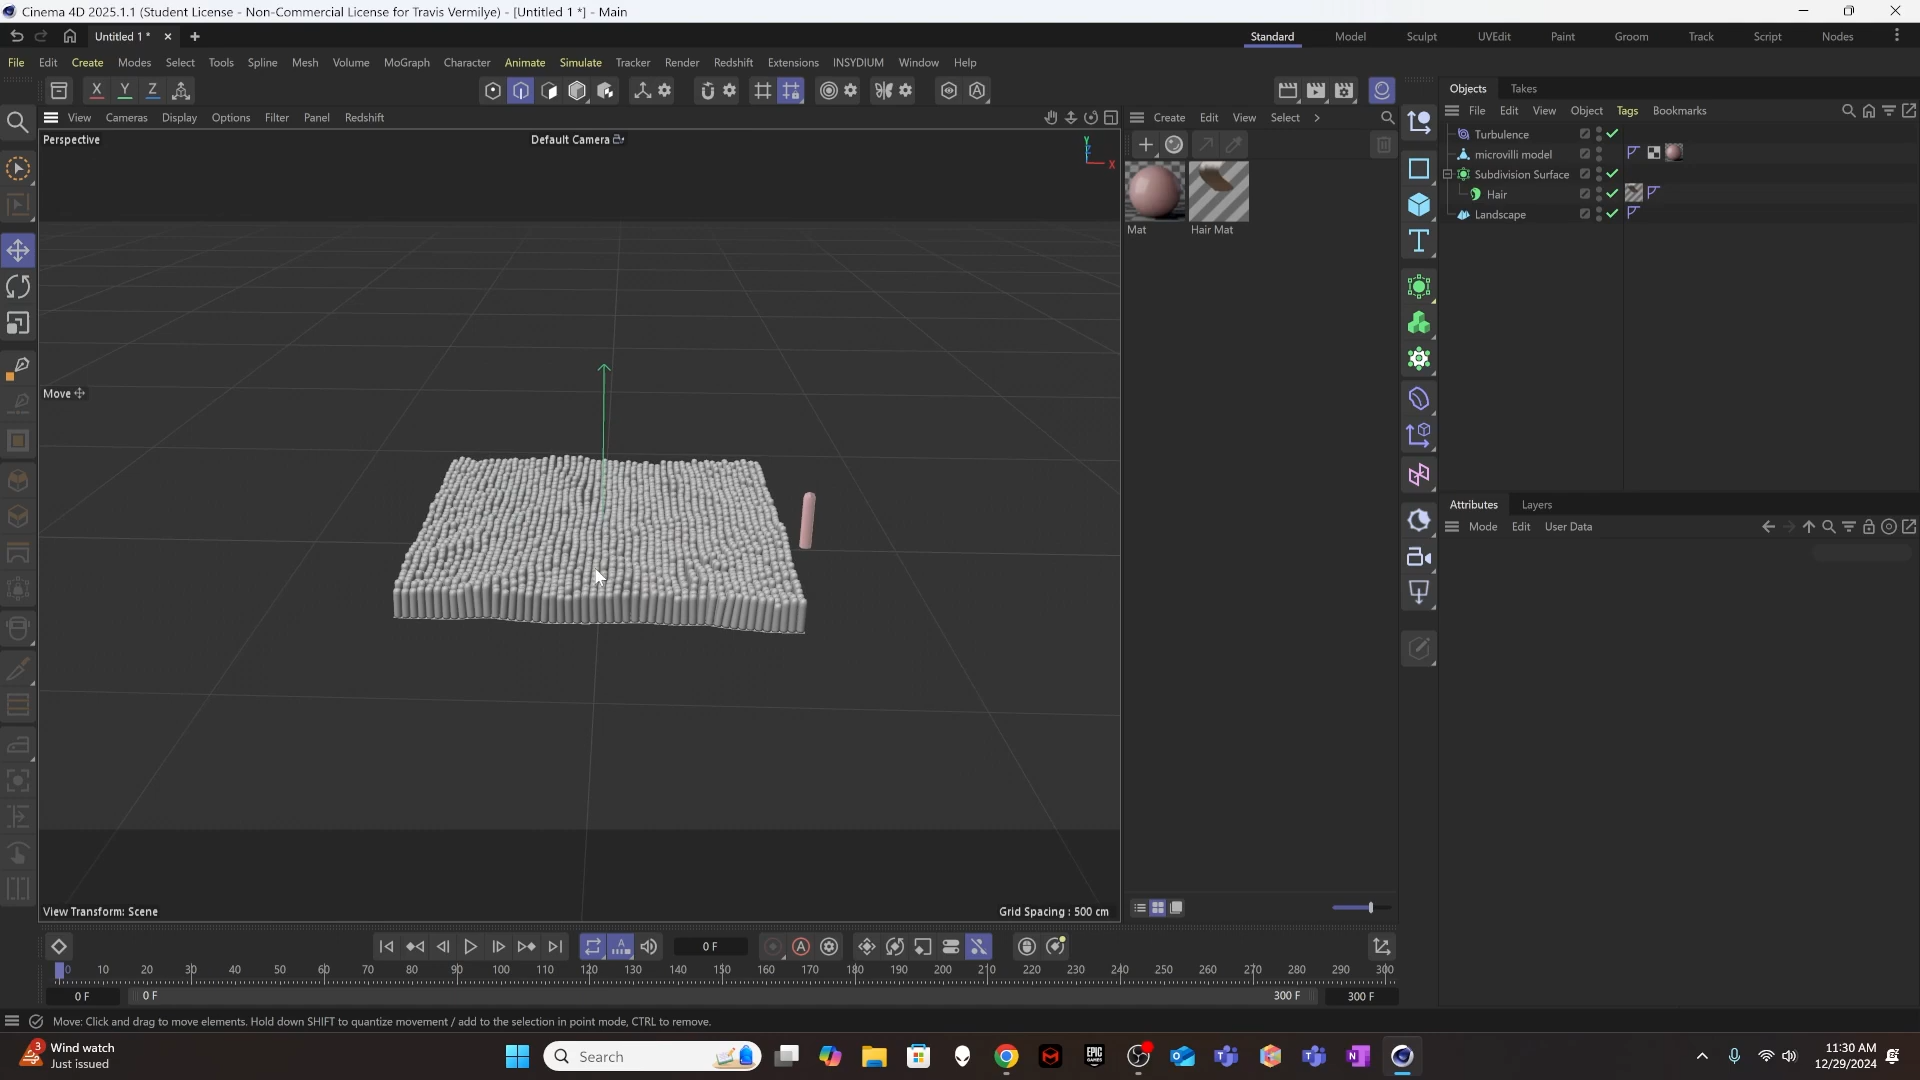 Cinema 4D 2025.1.1 (Student License - Non-Commercial License for Travis Vermilye) - [Untitled 1 *] - Main
Untitled 1 *
Standard Model Sculpt UVEdit Paint Groom Track Script Nodes
File Edit Create Modes Select Tools Spline Mesh Volume MoGraph Character Animate Simulate Tracker Render Redshift Extensions INSYDIUM Window Help
X Y Z
Objects Takes
View Cameras Display Options Filter Panel Redshift
Create Edit View Select
File Edit View Object Tags Bookmarks
Perspective
Default Camera
Y
Z
X
Turbulence
microvilli model
Subdivision Surface
Hair
Landscape
Mat Hair Mat
Move
Attributes Layers
Mode Edit User Data
View Transform: Scene
Grid Spacing : 500 cm
0 F
0 10 20 30 40 50 60 70 80 90 100 110 120 130 140 150 160 170 180 190 200 210 220 230 240 250 260 270 280 290 300
0 F 0 F 300 F 300 F
Move: Click and drag to move elements. Hold down SHIFT to quantize movement / add to the selection in point mode, CTRL to remove.
3
Wind watch
Just issued
Search
EPIC GAMES
11:30 AM
12/29/2024